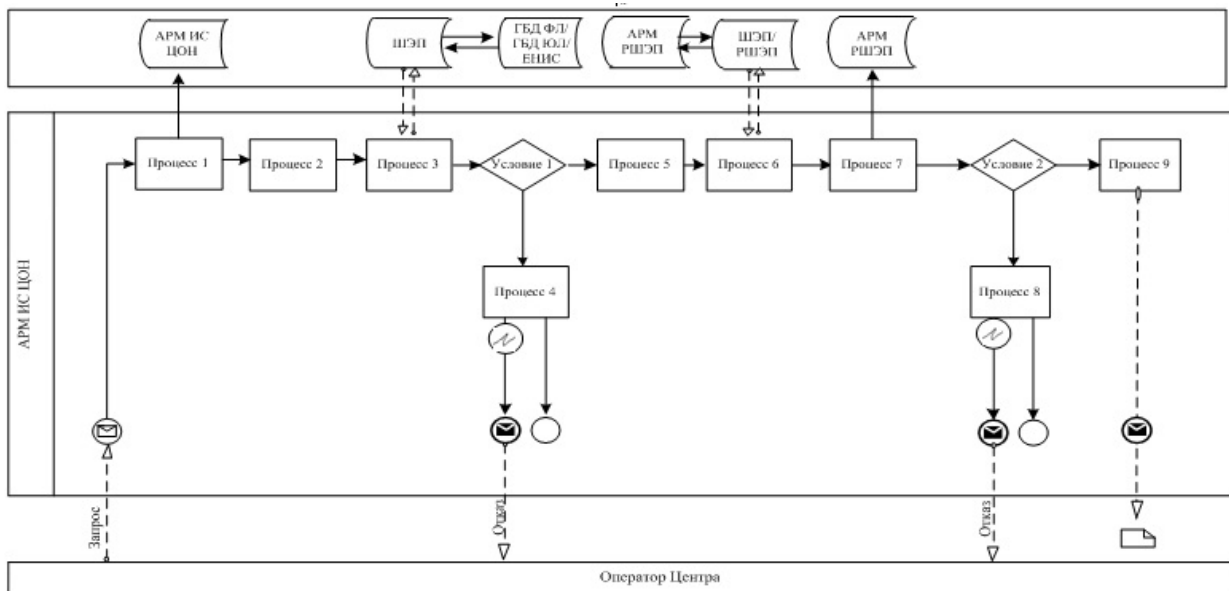 АРМ ИС
ЦОН
ШЭП
ГБД ФЛ/
ГБД ЮЛ/
ЕНИС
АРМ
РШЭП
ШЭП/
РШЭП
АРМ
РШЭП
АРМ ИС ЦОН
Процесс 1
Процесс 2
Процесс 3
Условие 1
Процесс 5
Процесс 6
Процесс 7
Условие 2
Процесс 9
Процесс 4
Процесс 8
Запрос
Отказ
Отказ
Оператор Центра